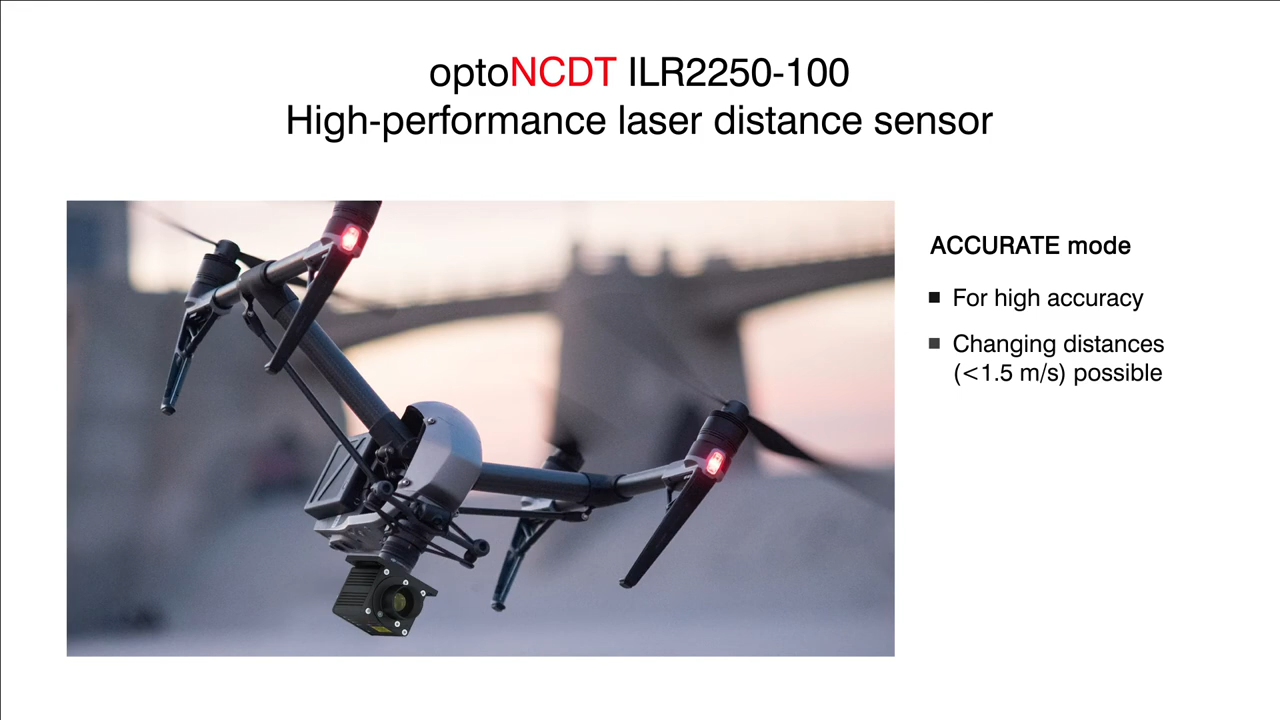 optoNCDT ILR2250-100
High-performance laser distance sensor
ACCURATE mode
For high accuracy
Changing distances
(<1.5 m/s) possible